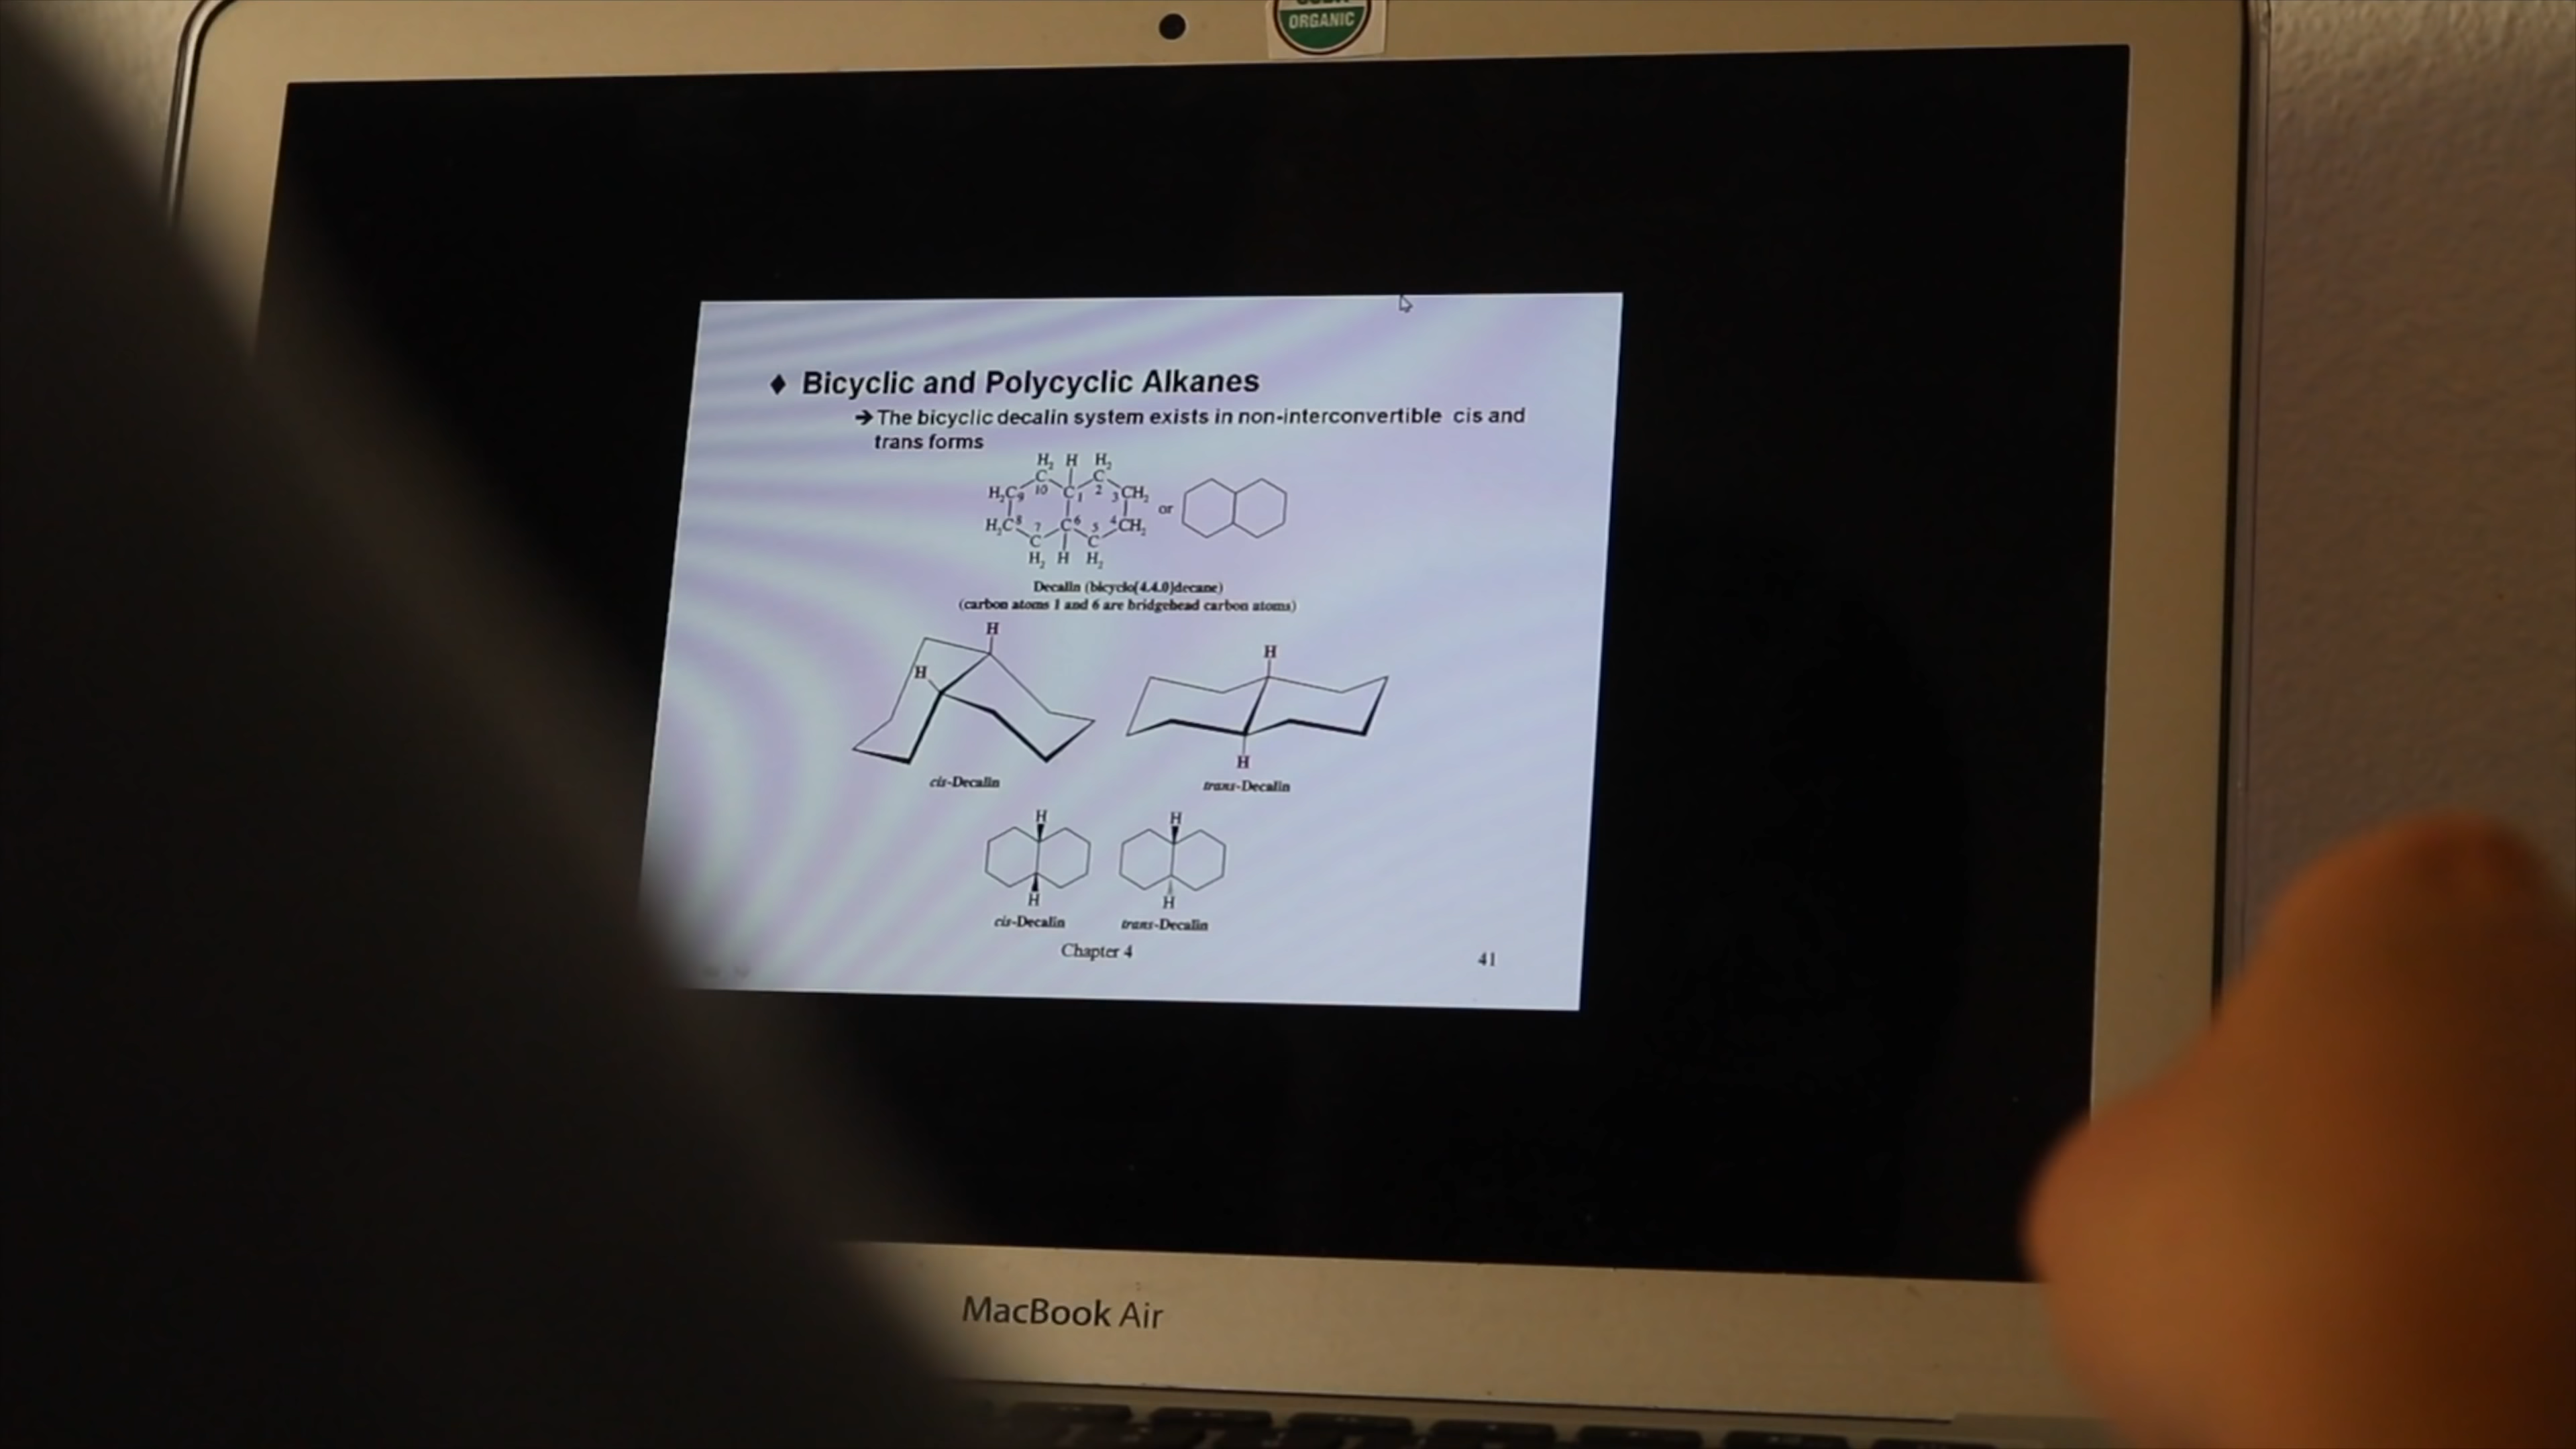 ORGANIC
♦ Bicyclic and Polycyclic Alkanes
➔ The bicyclic decalin system exists in non-interconvertible cis and
trans forms
H₂ H H₂
C C
H₂C 9 10 C 1 2 3 CH₂
or
H₂C 8 7 C 6 5 4 CH₂
C C
H₂ H H₂
Decalin (bicyclo[4.4.0]decane)
(carbon atoms 1 and 6 are bridgehead carbon atoms)
H
H
H
H
cis-Decalin
trans-Decalin
H
H
H
H
cis-Decalin
trans-Decalin
Chapter 4
41
MacBook Air